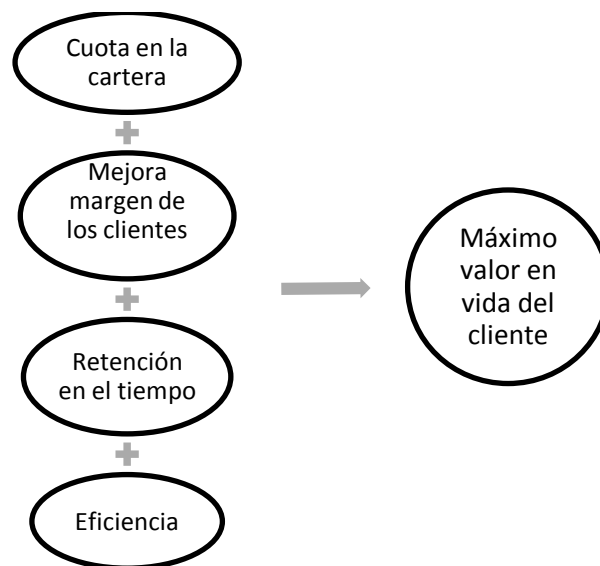 Cuota en la
cartera
Mejora
margen de
los clientes
Retención
en el tiempo
Eficiencia
Máximo
valor en
vida del
cliente